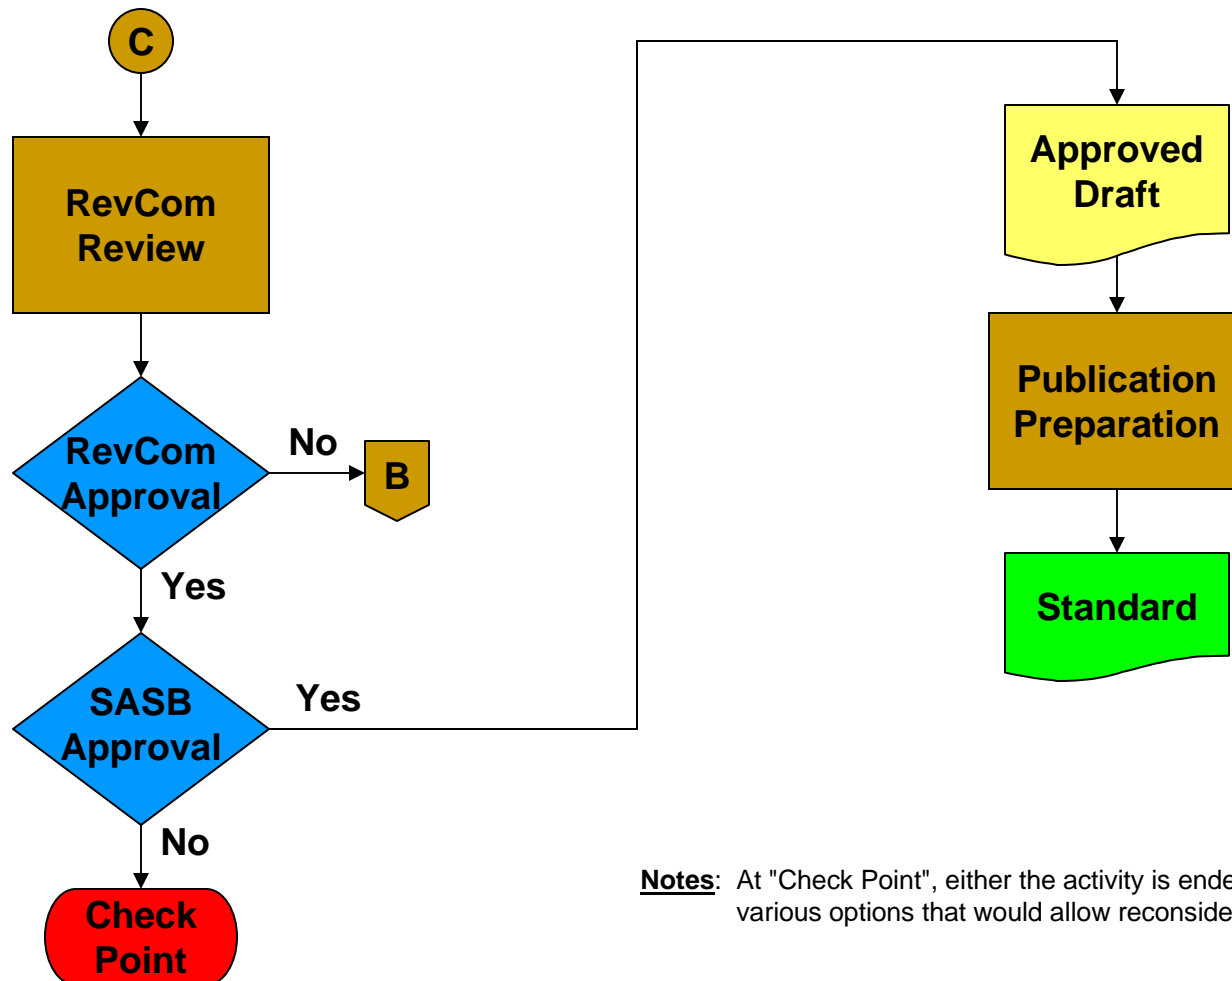 C
RevCom
Review
RevCom
Approval
No
B
Yes
SASB
Approval
Yes
No
Check
Point
Approved
Draft
Publication
Preparation
Standard
Notes: At "Check Point", either the activity is ende
various options that would allow reconside